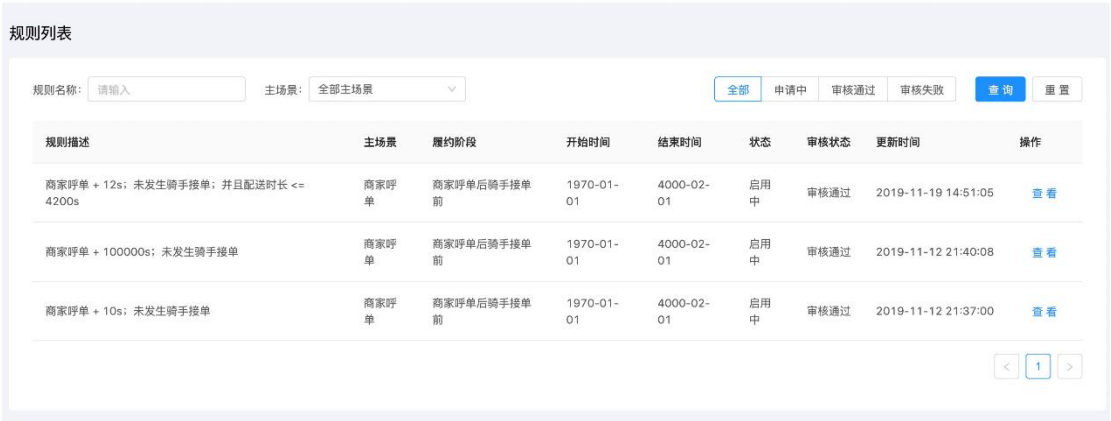 规则列表
规则名称： 请输入 主场景： 全部主场景 全部 申请中 审核通过 审核失败 查 询 重 置
规则描述 主场景 履约阶段 开始时间 结束时间 状态 审核状态 更新时间 操作
商家呼单 + 12s；未发生骑手接单；并且配送时长 <= 商家呼 商家呼单后骑手接单 1970-01- 4000-02- 启用 审核通过 2019-11-19 14:51:05 查 看
4200s 单 前 01 01 中
商家呼单 + 100000s；未发生骑手接单 商家呼 商家呼单后骑手接单 1970-01- 4000-02- 启用 审核通过 2019-11-12 21:40:08 查 看
单 前 01 01 中
商家呼单 + 10s；未发生骑手接单 商家呼 商家呼单后骑手接单 1970-01- 4000-02- 启用 审核通过 2019-11-12 21:37:00 查 看
单 前 01 01 中
< 1 >